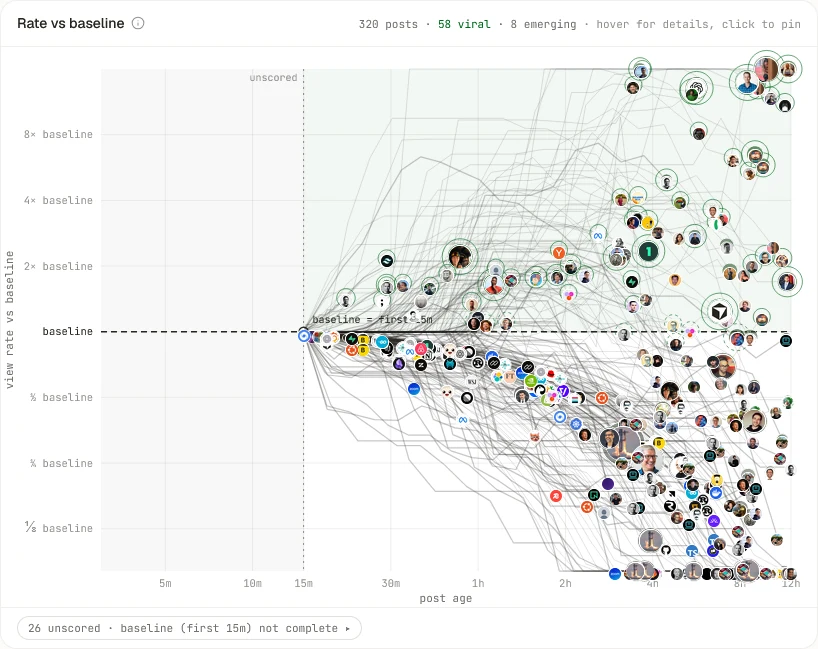 Rate vs baseline
320 posts · 58 viral · 8 emerging · hover for details, click to pin
unscored
8× baseline
4× baseline
2× baseline
baseline
baseline = first 15m
½ baseline
¼ baseline
⅛ baseline
view rate vs baseline
5m
10m
15m
30m
1h
2h
4h
8h
12h
post age
26 unscored · baseline (first 15m) not complete ▸